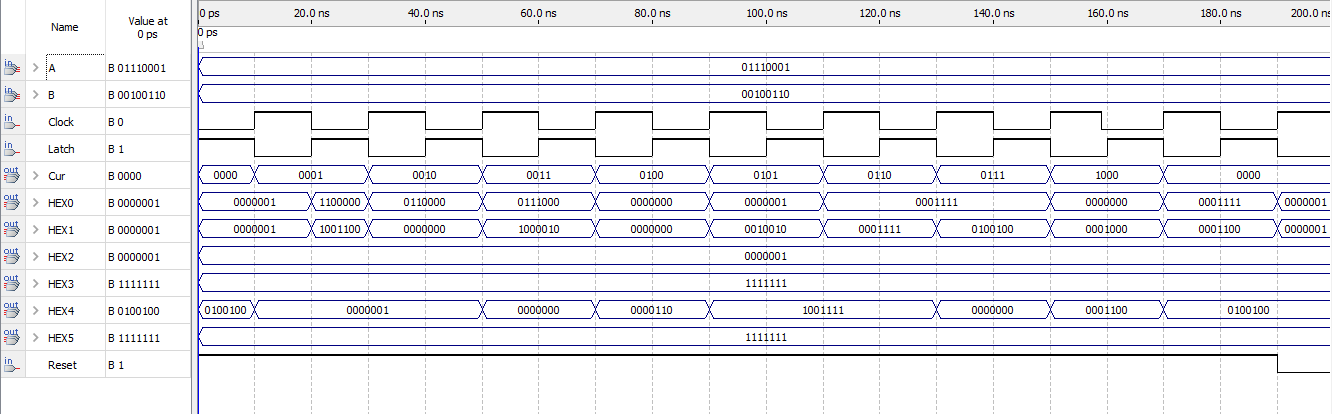 Name Value at 0 ps 0 ps 20.0 ns 40.0 ns 60.0 ns 80.0 ns 100.0 ns 120.0 ns 140.0 ns 160.0 ns 180.0 ns 200.0 ns
0 ps
in A B 01110001 01110001
in B B 00100110 00100110
in Clock B 0
in Latch B 1
out Cur B 0000 0000 0001 0010 0011 0100 0101 0110 0111 1000 0000
out HEX0 B 0000001 0000001 1100000 0110000 0111000 0000000 0000001 0001111 0000000 0001111 0000001
out HEX1 B 0000001 0000001 1001100 0000000 1000010 0000000 0010010 0001111 0100100 0001000 0001100 0000001
out HEX2 B 0000001 0000001
out HEX3 B 1111111 1111111
out HEX4 B 0100100 0100100 0000001 0000000 0000110 1001111 0000000 0001100 0100100
out HEX5 B 1111111 1111111
in Reset B 1